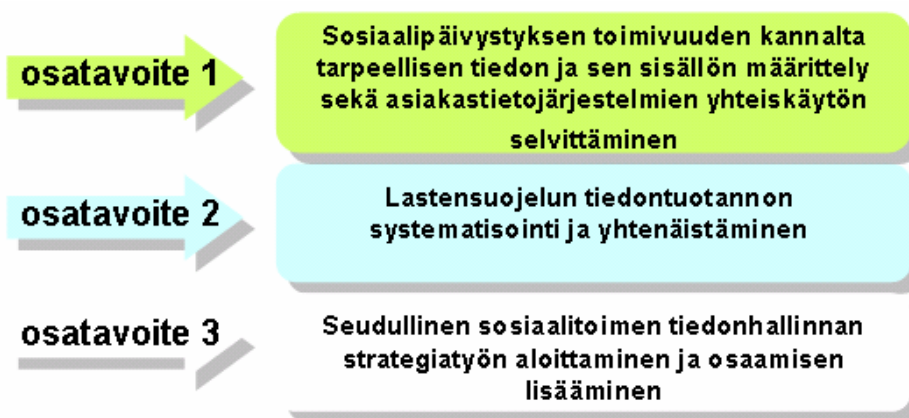 osatavoite 1
Sosiaalipäivystyksen toimivuuden kannalta
tarpeellisen tiedon ja sen sisällön määrittely
sekä asiakastietojärjestelmien yhteiskäytön
selvittäminen
osatavoite 2
Lastensuojelun tiedontuotannon
systematisointi ja yhtenäistäminen
osatavoite 3
Seudullinen sosiaalitoimen tiedonhallinnan
strategiatyön aloittaminen ja osaamisen
lisääminen